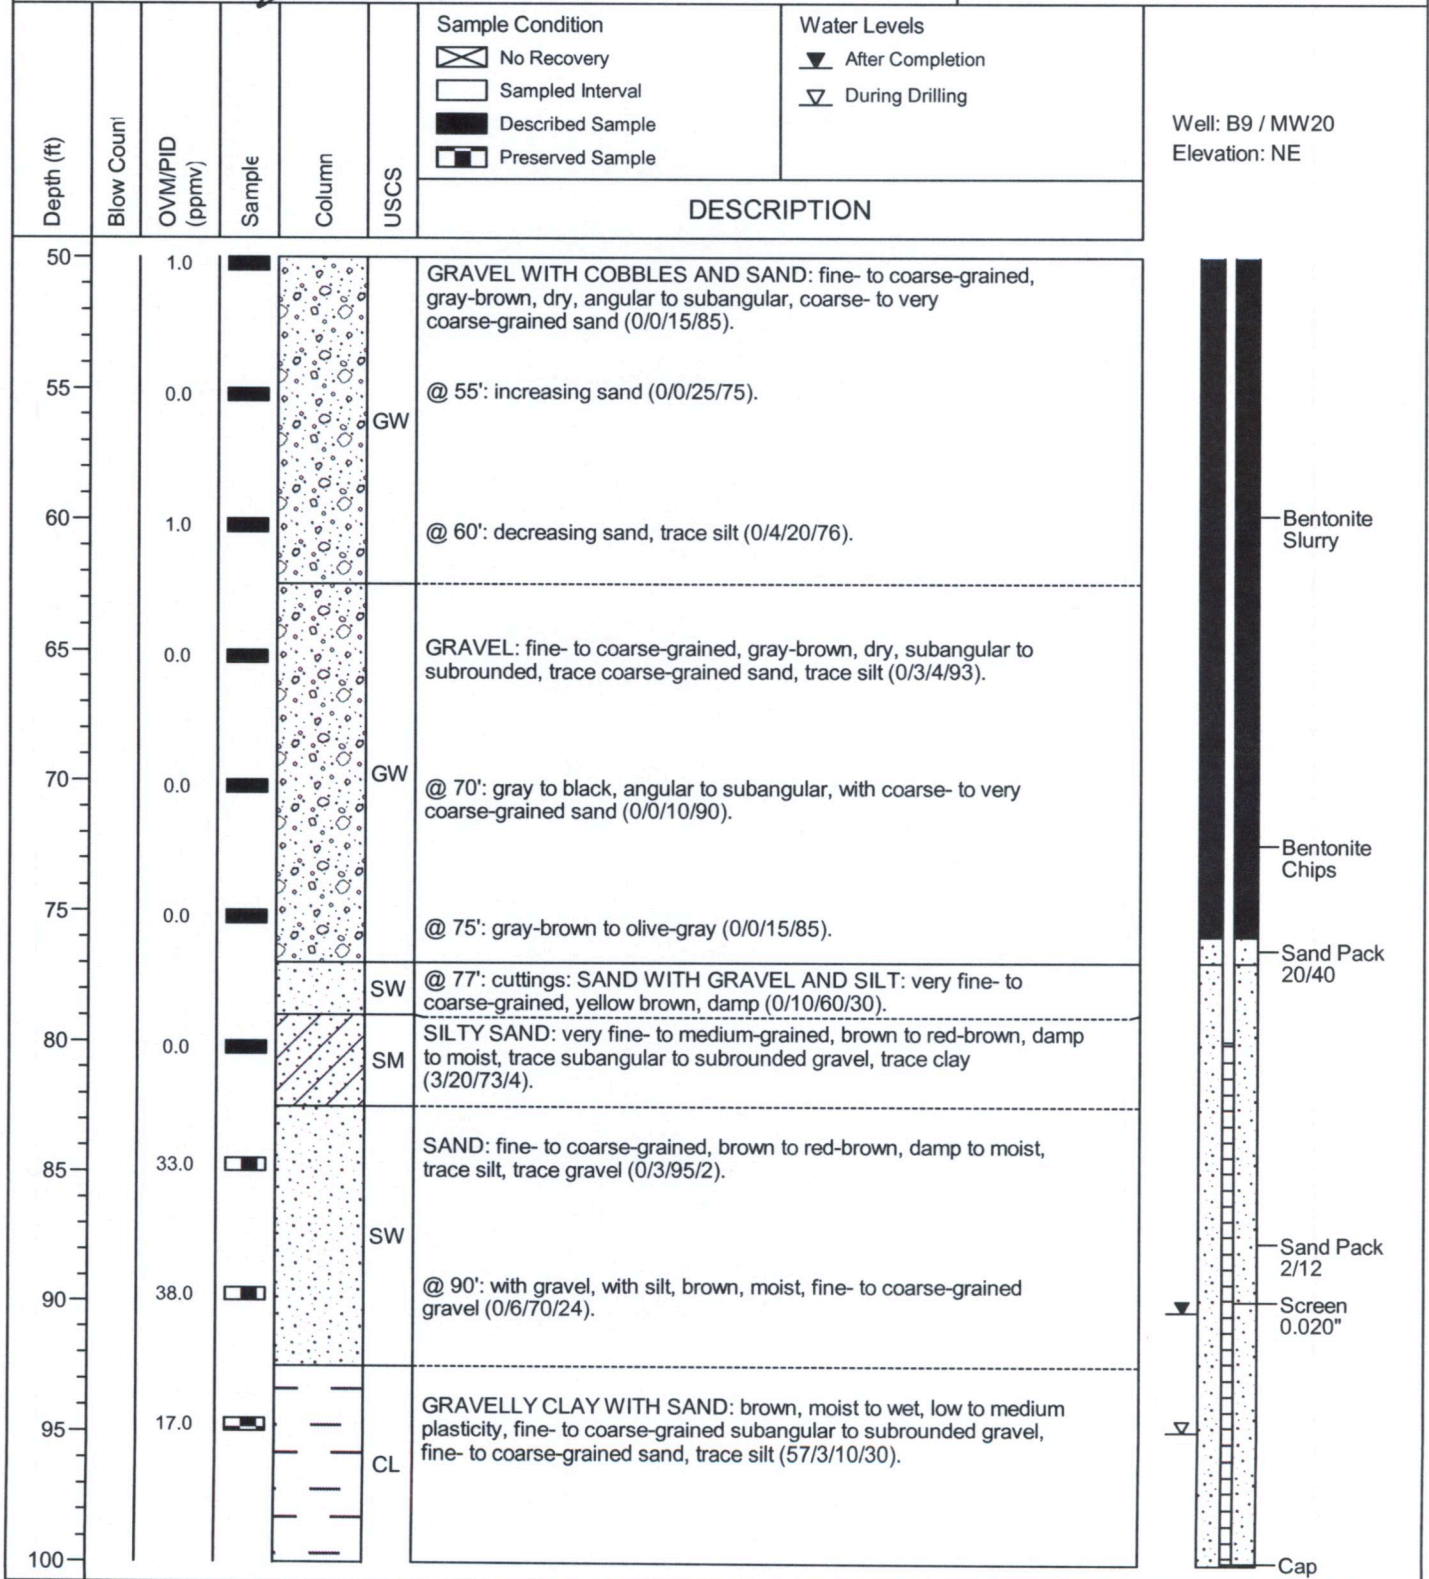 Sample Condition
No Recovery
Sampled Interval
Described Sample
Preserved Sample
Water Levels
After Completion
During Drilling
Well: B9 / MW20
Elevation: NE
Depth (ft)
Blow Count
OVM/PID
(ppmv)
Sample
Column
USCS
DESCRIPTION
50
1.0
GRAVEL WITH COBBLES AND SAND: fine- to coarse-grained,
gray-brown, dry, angular to subangular, coarse- to very
coarse-grained sand (0/0/15/85).
55
0.0
@ 55': increasing sand (0/0/25/75).
GW
60
1.0
@ 60': decreasing sand, trace silt (0/4/20/76).
Bentonite
Slurry
65
0.0
GRAVEL: fine- to coarse-grained, gray-brown, dry, subangular to
subrounded, trace coarse-grained sand, trace silt (0/3/4/93).
70
0.0
GW
@ 70': gray to black, angular to subangular, with coarse- to very
coarse-grained sand (0/0/10/90).
Bentonite
Chips
75
0.0
@ 75': gray-brown to olive-gray (0/0/15/85).
Sand Pack
20/40
SW
@ 77': cuttings: SAND WITH GRAVEL AND SILT: very fine- to
coarse-grained, yellow brown, damp (0/10/60/30).
80
0.0
SM
SILTY SAND: very fine- to medium-grained, brown to red-brown, damp
to moist, trace subangular to subrounded gravel, trace clay
(3/20/73/4).
85
33.0
SAND: fine- to coarse-grained, brown to red-brown, damp to moist,
trace silt, trace gravel (0/3/95/2).
SW
Sand Pack
2/12
90
38.0
@ 90': with gravel, with silt, brown, moist, fine- to coarse-grained
gravel (0/6/70/24).
Screen
0.020"
95
17.0
GRAVELLY CLAY WITH SAND: brown, moist to wet, low to medium
plasticity, fine- to coarse-grained subangular to subrounded gravel,
fine- to coarse-grained sand, trace silt (57/3/10/30).
CL
100
Cap